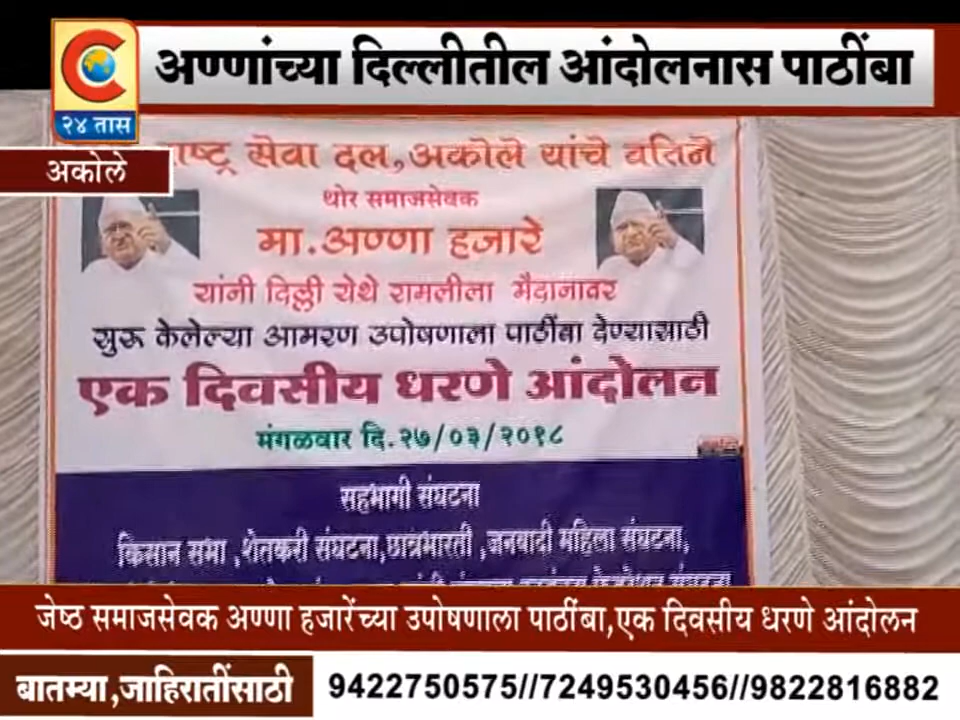 अण्णांच्या दिल्लीतील आंदोलनास पाठींबा
C
२४ तास
अकोले
सेवा दल,अकोले यांचे वतिने
थोर समाजसेवक
मा.अण्णा हजारे
यांनी दिल्ली येथे रामलीला मैदानावर
सुरू केलेल्या आमरण उपोषणाला पाठींबा देण्यासाठी
एक दिवसीय धरणे आंदोलन
मंगळवार दि.२७/०३/२०१८
सहभागी संघटना
किसान सभा ,शेतकरी संघटना,छात्रभारती ,जनवादी महिला संघटना,
जेष्ठ समाजसेवक अण्णा हजारेंच्या उपोषणाला पाठींबा,एक दिवसीय धरणे आंदोलन
बातम्या,जाहिरातींसाठी
9422750575//7249530456//9822816882